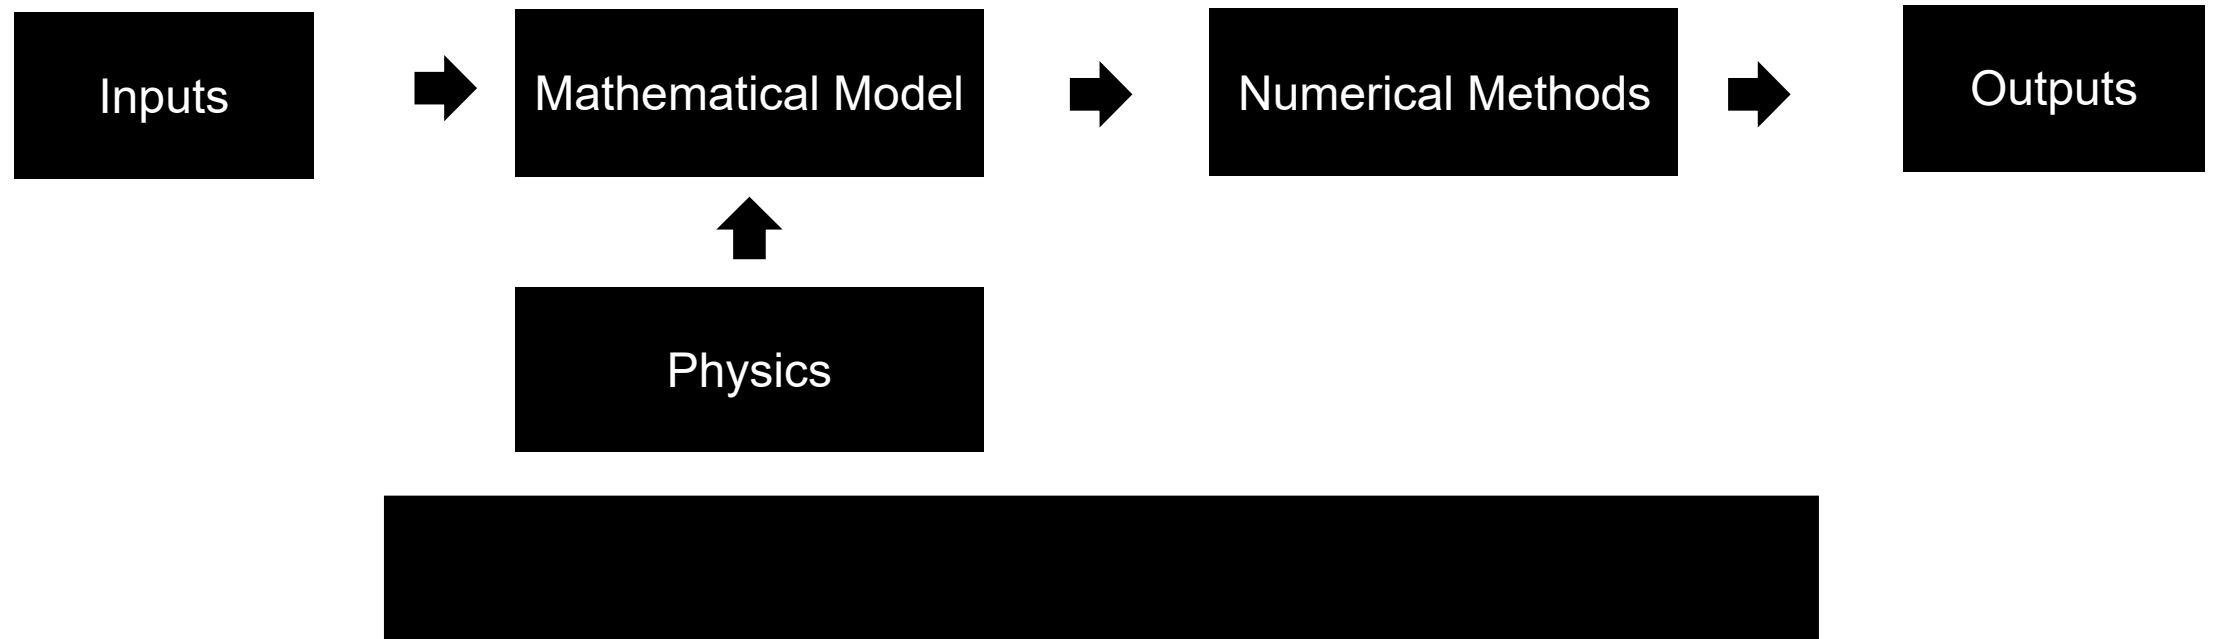 Inputs
Mathematical Model
Numerical Methods
Outputs
Physics